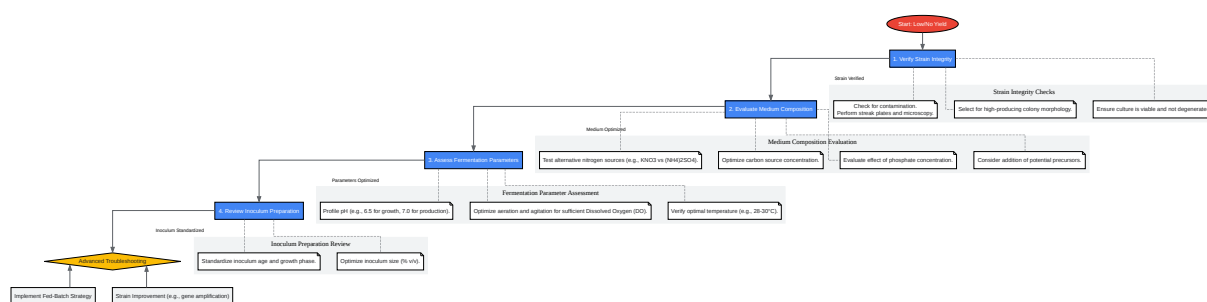 Start: Low/No Yield
1. Verify Strain Integrity
Strain Verified
Strain Integrity Checks
Check for contamination.
Perform streak plates and microscopy.
Select for high-producing colony morphology.
Ensure culture is viable and not degenerate
2. Evaluate Medium Composition
Medium Optimized
Medium Composition Evaluation
Test alternative nitrogen sources (e.g., KNO3 vs (NH4)2SO4).
Optimize carbon source concentration.
Evaluate effect of phosphate concentration.
Consider addition of potential precursors.
3. Assess Fermentation Parameters
Parameters Optimized
Fermentation Parameter Assessment
Profile pH (e.g., 6.5 for growth, 7.0 for production).
Optimize aeration and agitation for sufficient Dissolved Oxygen (DO).
Verify optimal temperature (e.g., 28-30°C).
4. Review Inoculum Preparation
Inoculum Standardized
Inoculum Preparation Review
Standardize inoculum age and growth phase.
Optimize inoculum size (% v/v).
Advanced Troubleshooting
Implement Fed-Batch Strategy
Strain Improvement (e.g., gene amplification)